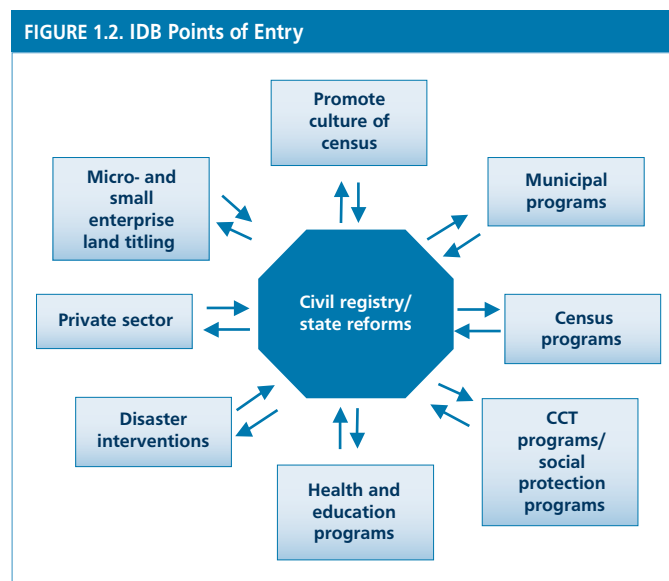 FIGURE 1.2. IDB Points of Entry
Promote
culture of
census
Micro- and
small
enterprise
land titling
Municipal
programs
Private sector
Civil registry/
state reforms
Census
programs
Disaster
interventions
CCT
programs/
social
protection
programs
Health and
education
programs